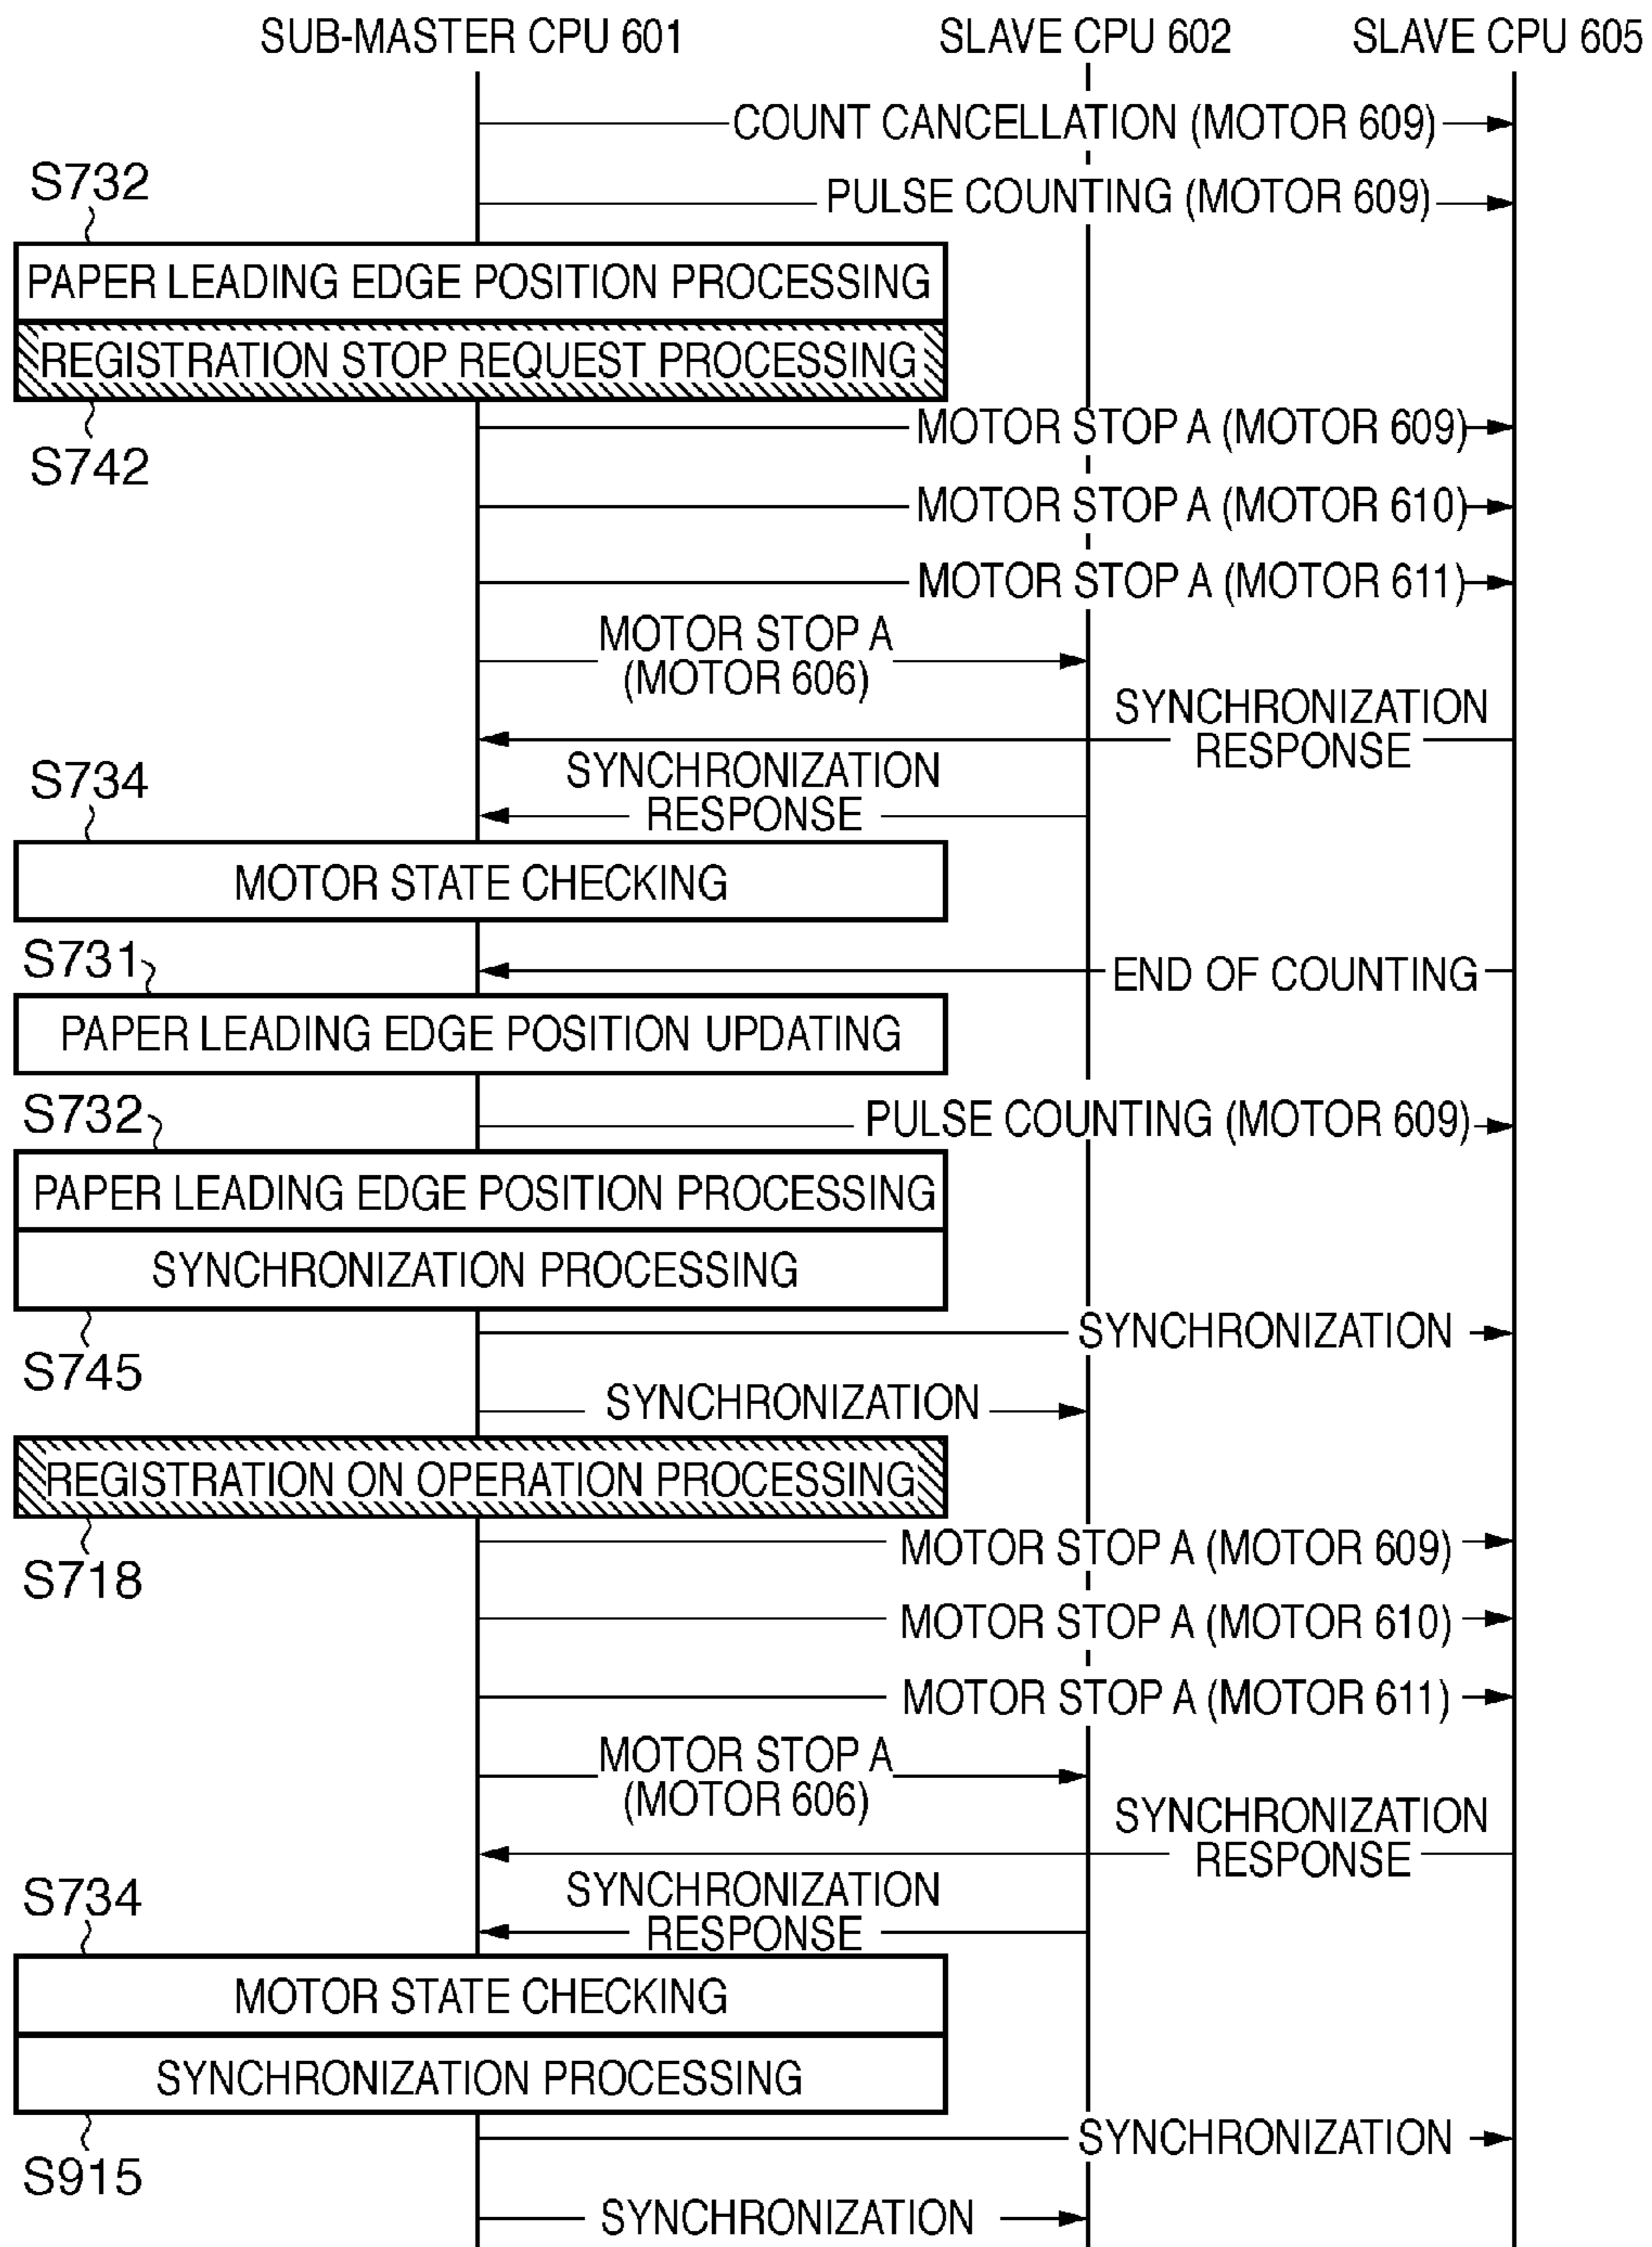 SUB-MASTER CPU 601
SLAVE CPU 602
SLAVE CPU 605
COUNT CANCELLATION (MOTOR 609)
S732
PULSE COUNTING (MOTOR 609)
PAPER LEADING EDGE POSITION PROCESSING
REGISTRATION STOP REQUEST PROCESSING
S742
MOTOR STOP A (MOTOR 609)
MOTOR STOP A (MOTOR 610)
MOTOR STOP A (MOTOR 611)
MOTOR STOP A
(MOTOR 606)
SYNCHRONIZATION
RESPONSE
SYNCHRONIZATION
RESPONSE
S734
MOTOR STATE CHECKING
S731
END OF COUNTING
PAPER LEADING EDGE POSITION UPDATING
S732
PULSE COUNTING (MOTOR 609)
PAPER LEADING EDGE POSITION PROCESSING
SYNCHRONIZATION PROCESSING
S745
SYNCHRONIZATION
SYNCHRONIZATION
REGISTRATION ON OPERATION PROCESSING
S718
MOTOR STOP A (MOTOR 609)
MOTOR STOP A (MOTOR 610)
MOTOR STOP A (MOTOR 611)
MOTOR STOP A
(MOTOR 606)
SYNCHRONIZATION
RESPONSE
SYNCHRONIZATION
RESPONSE
S734
MOTOR STATE CHECKING
SYNCHRONIZATION PROCESSING
S915
SYNCHRONIZATION
SYNCHRONIZATION